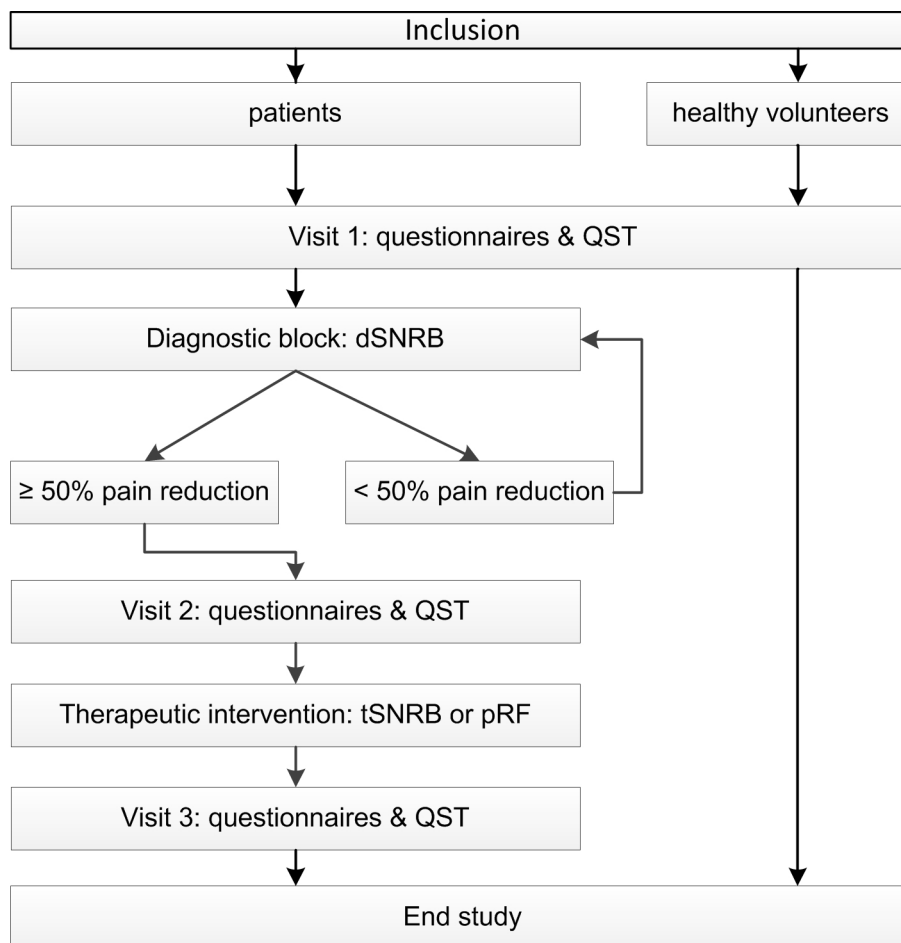 Inclusion
patients
healthy volunteers
Visit 1: questionnaires & QST
Diagnostic block: dSNRB
≥ 50% pain reduction
< 50% pain reduction
Visit 2: questionnaires & QST
Therapeutic intervention: tSNRB or pRF
Visit 3: questionnaires & QST
End study